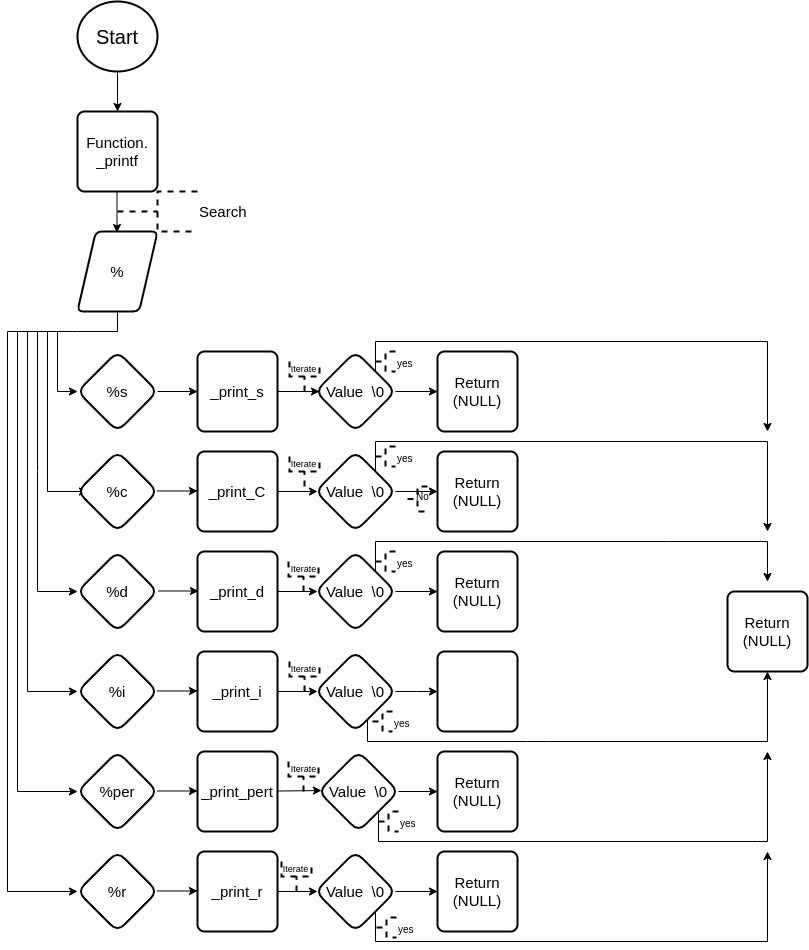 Start
Function.
_printf
Search
%
%s
_print_s
Iterate
Value \0
yes
Return
(NULL)
%c
_print_C
Iterate
Value \0
yes
No
Return
(NULL)
%d
_print_d
Iterate
Value \0
yes
Return
(NULL)
Return
(NULL)
%i
_print_i
Iterate
Value \0
yes
%per
_print_pert
Iterate
Value \0
yes
Return
(NULL)
%r
_print_r
Iterate
Value \0
yes
Return
(NULL)